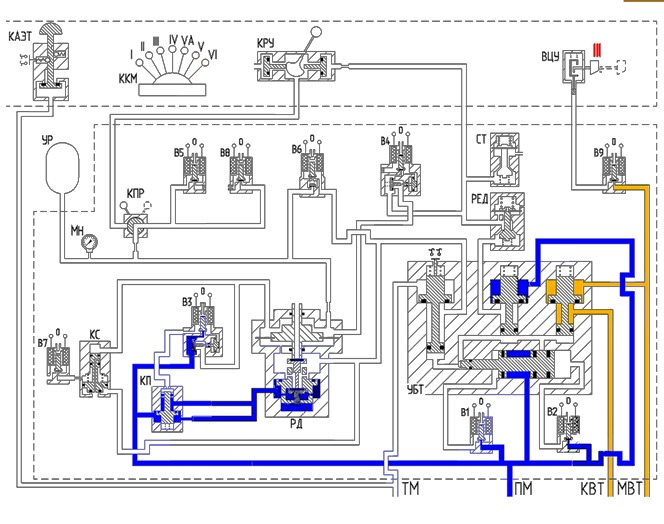 КАЭТ
I II III IV VA V VI
ККМ
КРУ
ВЦУ
III
УР
О
В5
О
В8
О
В6
О
В4
СТ
О
В9
КПР
РЕД
Мн
О
В3
КС
О
В7
КП
РД
УБТ
О
В1
О
В2
ТМ
ПМ
КВТ
МВТ